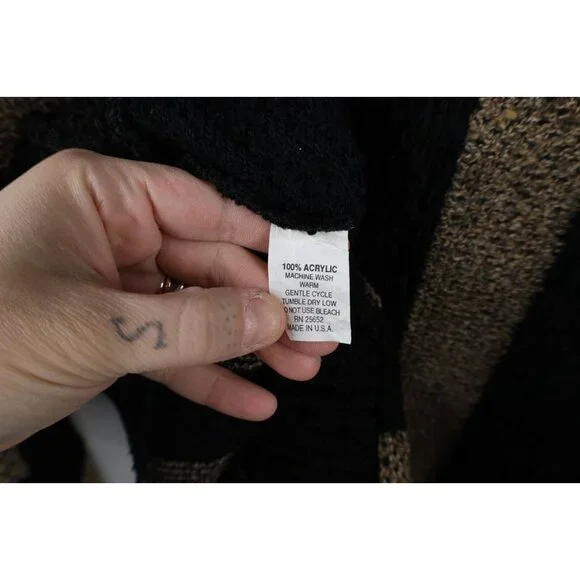 100% ACRYLIC
MACHINE WASH
WARM
GENTLE CYCLE
TUMBLE DRY LOW
DO NOT USE BLEACH
RN 25652
MADE IN U.S.A.